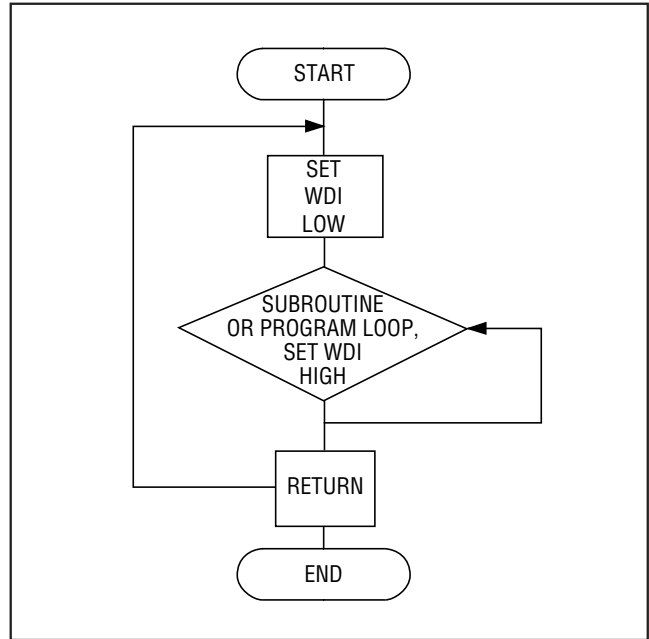 START
SET
WDI
LOW
SUBROUTINE
OR PROGRAM LOOP,
SET WDI
HIGH
RETURN
END